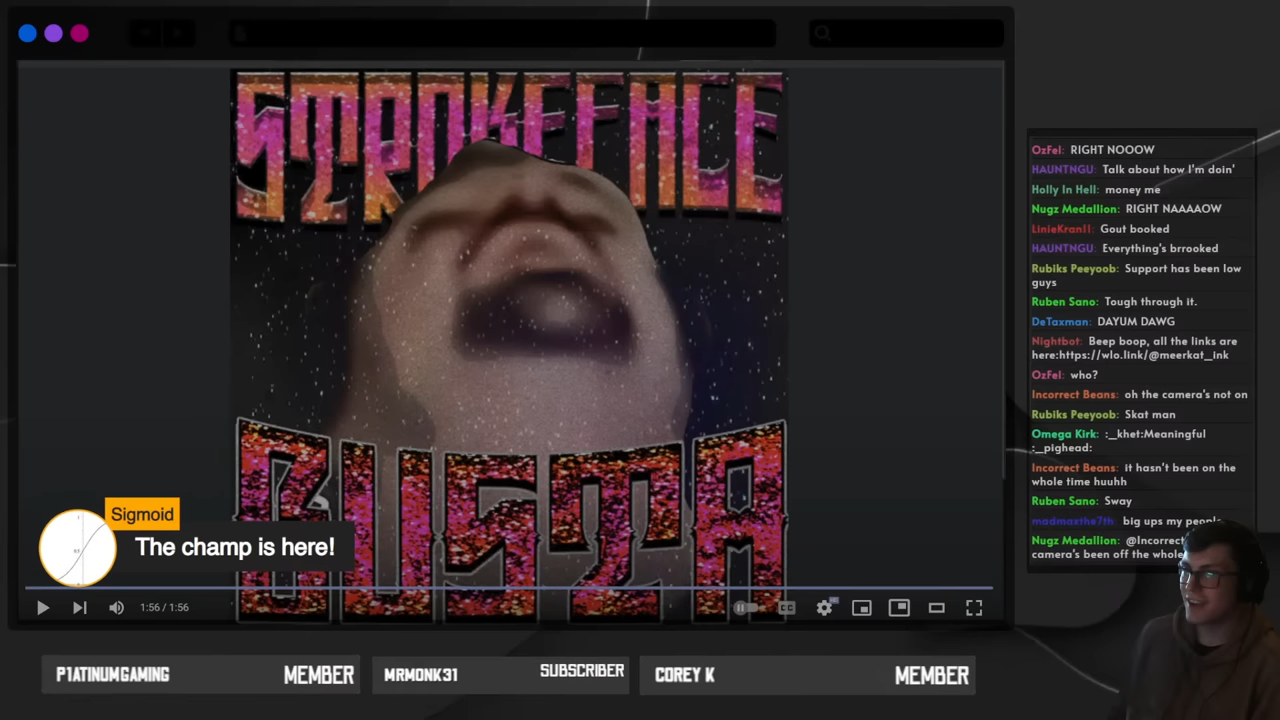 STROKEFACE
BUSTA
Sigmoid
The champ is here!
1:56 / 1:56
CC
OzFel: RIGHT NOOOW
HAUNTNGU: Talk about how I'm doin'
Holly In Hell: money me
Nugz Medallion: RIGHT NAAAAOW
LinieKran11: Gout booked
HAUNTNGU: Everything's brrooked
Rubiks Peeyoob: Support has been low
guys
Ruben Sano: Tough through it.
DeTaxman: DAYUM DAWG
Nightbot: Beep boop, all the links are
here:https://wlo.link/@meerkat_ink
OzFel: who?
Incorrect Beans: oh the camera's not on
Rubiks Peeyoob: Skat man
Omega Kirk: :_khet:Meaningful
:_pighead:
Incorrect Beans: it hasn't been on the
whole time huuhh
Ruben Sano: Sway
madmaxthe7th: big ups my people
Nugz Medallion: @Incorrect
camera's been off the whole
P1ATINUMGAMING MEMBER
MRMONK31 SUBSCRIBER
COREY K MEMBER